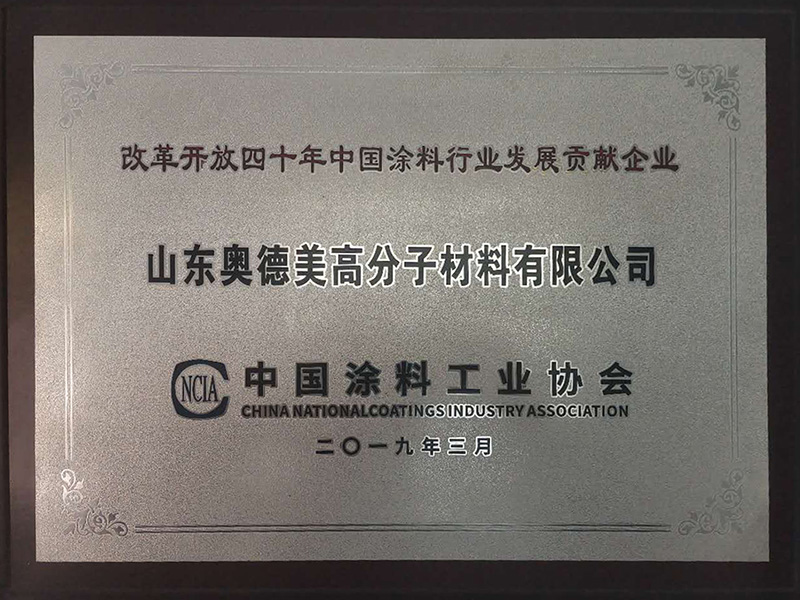 改革开放四十年中国涂料行业发展贡献企业
山东奥德美高分子材料有限公司
NCIA
中国涂料工业协会
CHINA NATIONAL COATINGS INDUSTRY ASSOCIATION
二〇一九年三月